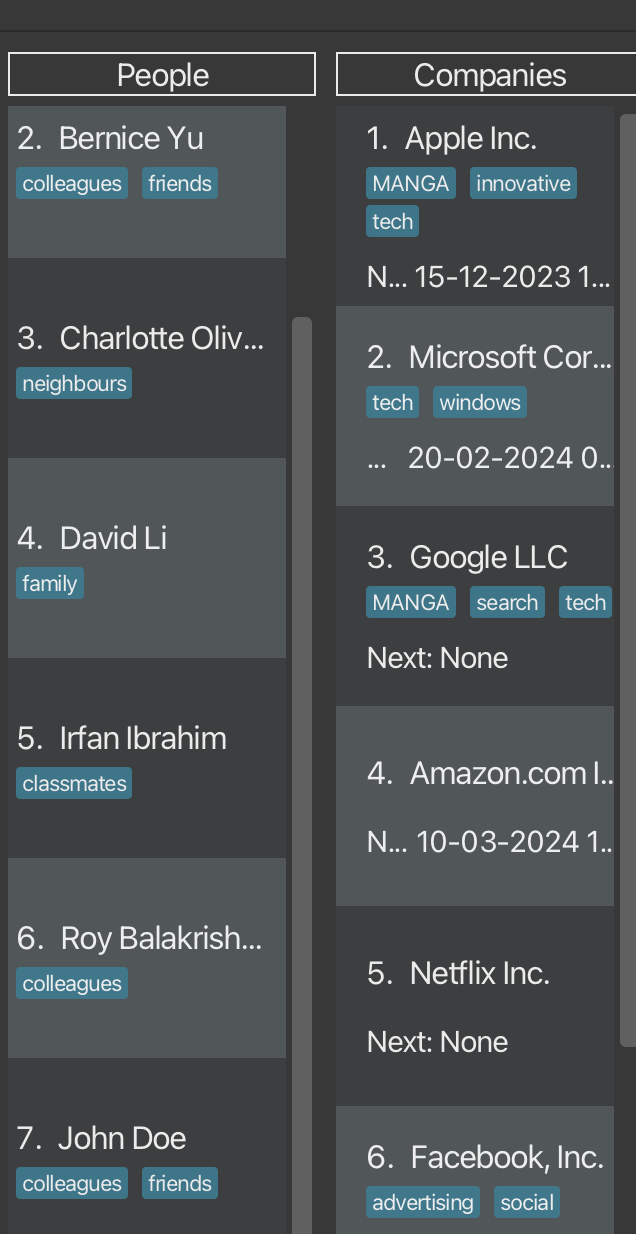 People
2. Bernice Yu
colleagues friends
3. Charlotte Oliv...
neighbours
4. David Li
family
5. Irfan Ibrahim
classmates
6. Roy Balakrish...
colleagues
7. John Doe
colleagues friends
Companies
1. Apple Inc.
MANGA innovative
tech
N... 15-12-2023 1...
2. Microsoft Cor...
tech windows
... 20-02-2024 0...
3. Google LLC
MANGA search tech
Next: None
4. Amazon.com I...
N... 10-03-2024 1...
5. Netflix Inc.
Next: None
6. Facebook, Inc.
advertising social